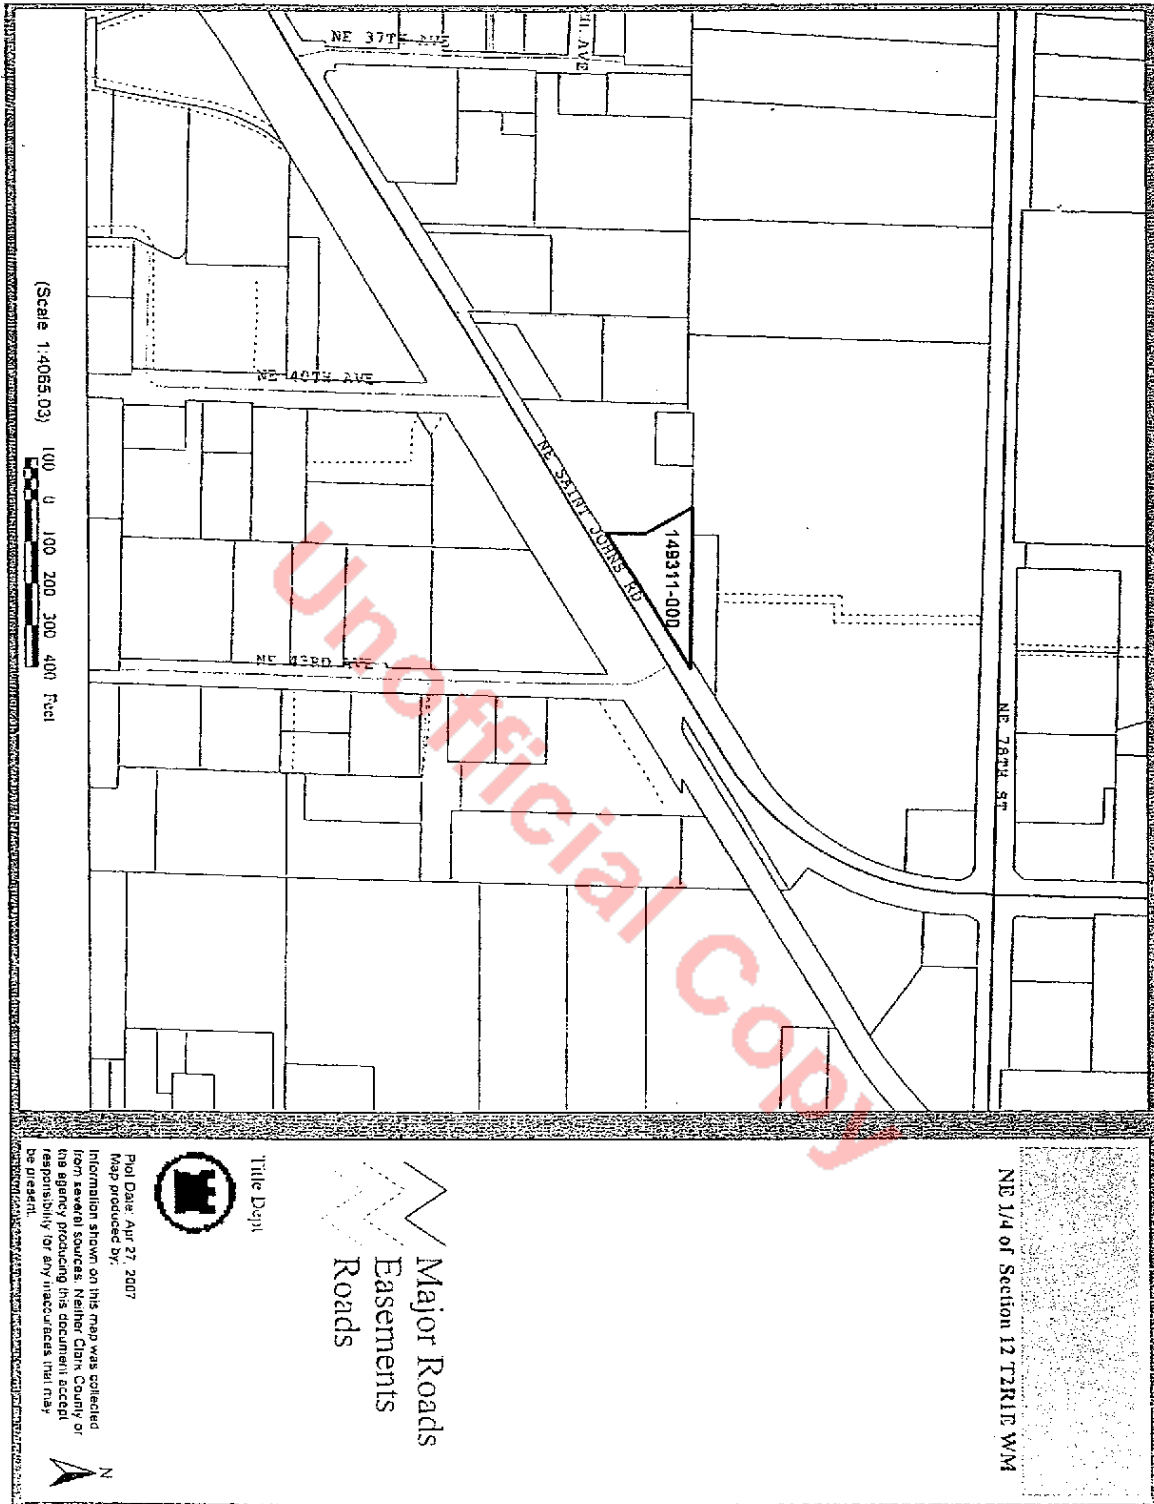 NE 1/4 of Section 12 T2R1E WM
NE 37TH AVE
AVE
NE 78TH ST
NE SAINT JOHNS RD
149311-000
NE 40TH AVE
NE 43RD AVE
(Scale 1:4065.03)
100 0 100 200 300 400 Feet
Major Roads
Easements
Roads
Title Dept
Plot Date: Apr 27, 2007
Map produced by:
Information shown on this map was collected
from several sources. Neither Clark County or
the agency producing this document accept
responsibility for any inaccuracies that may
be present.
N
Unofficial Copy